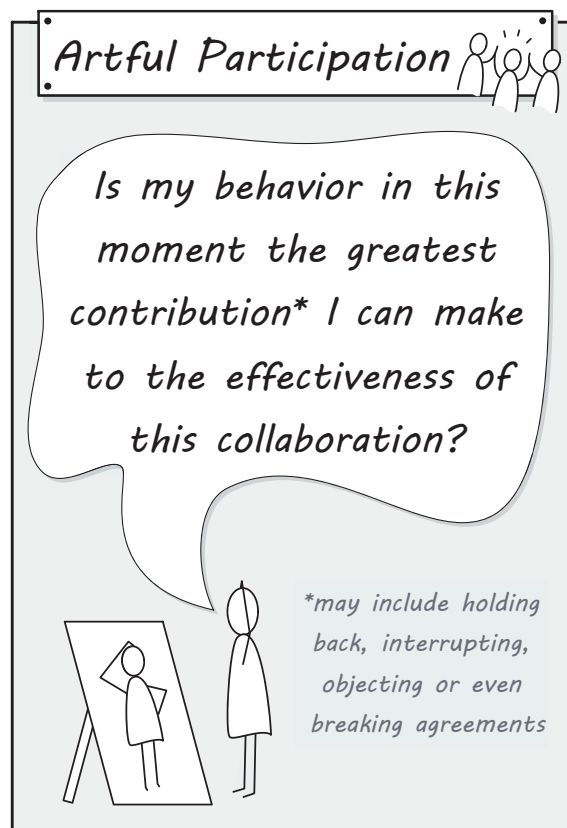 Artful Participation
Is my behavior in this
moment the greatest
contribution* I can make
to the effectiveness of
this collaboration?
*may include holding
back, interrupting,
objecting or even
breaking agreements